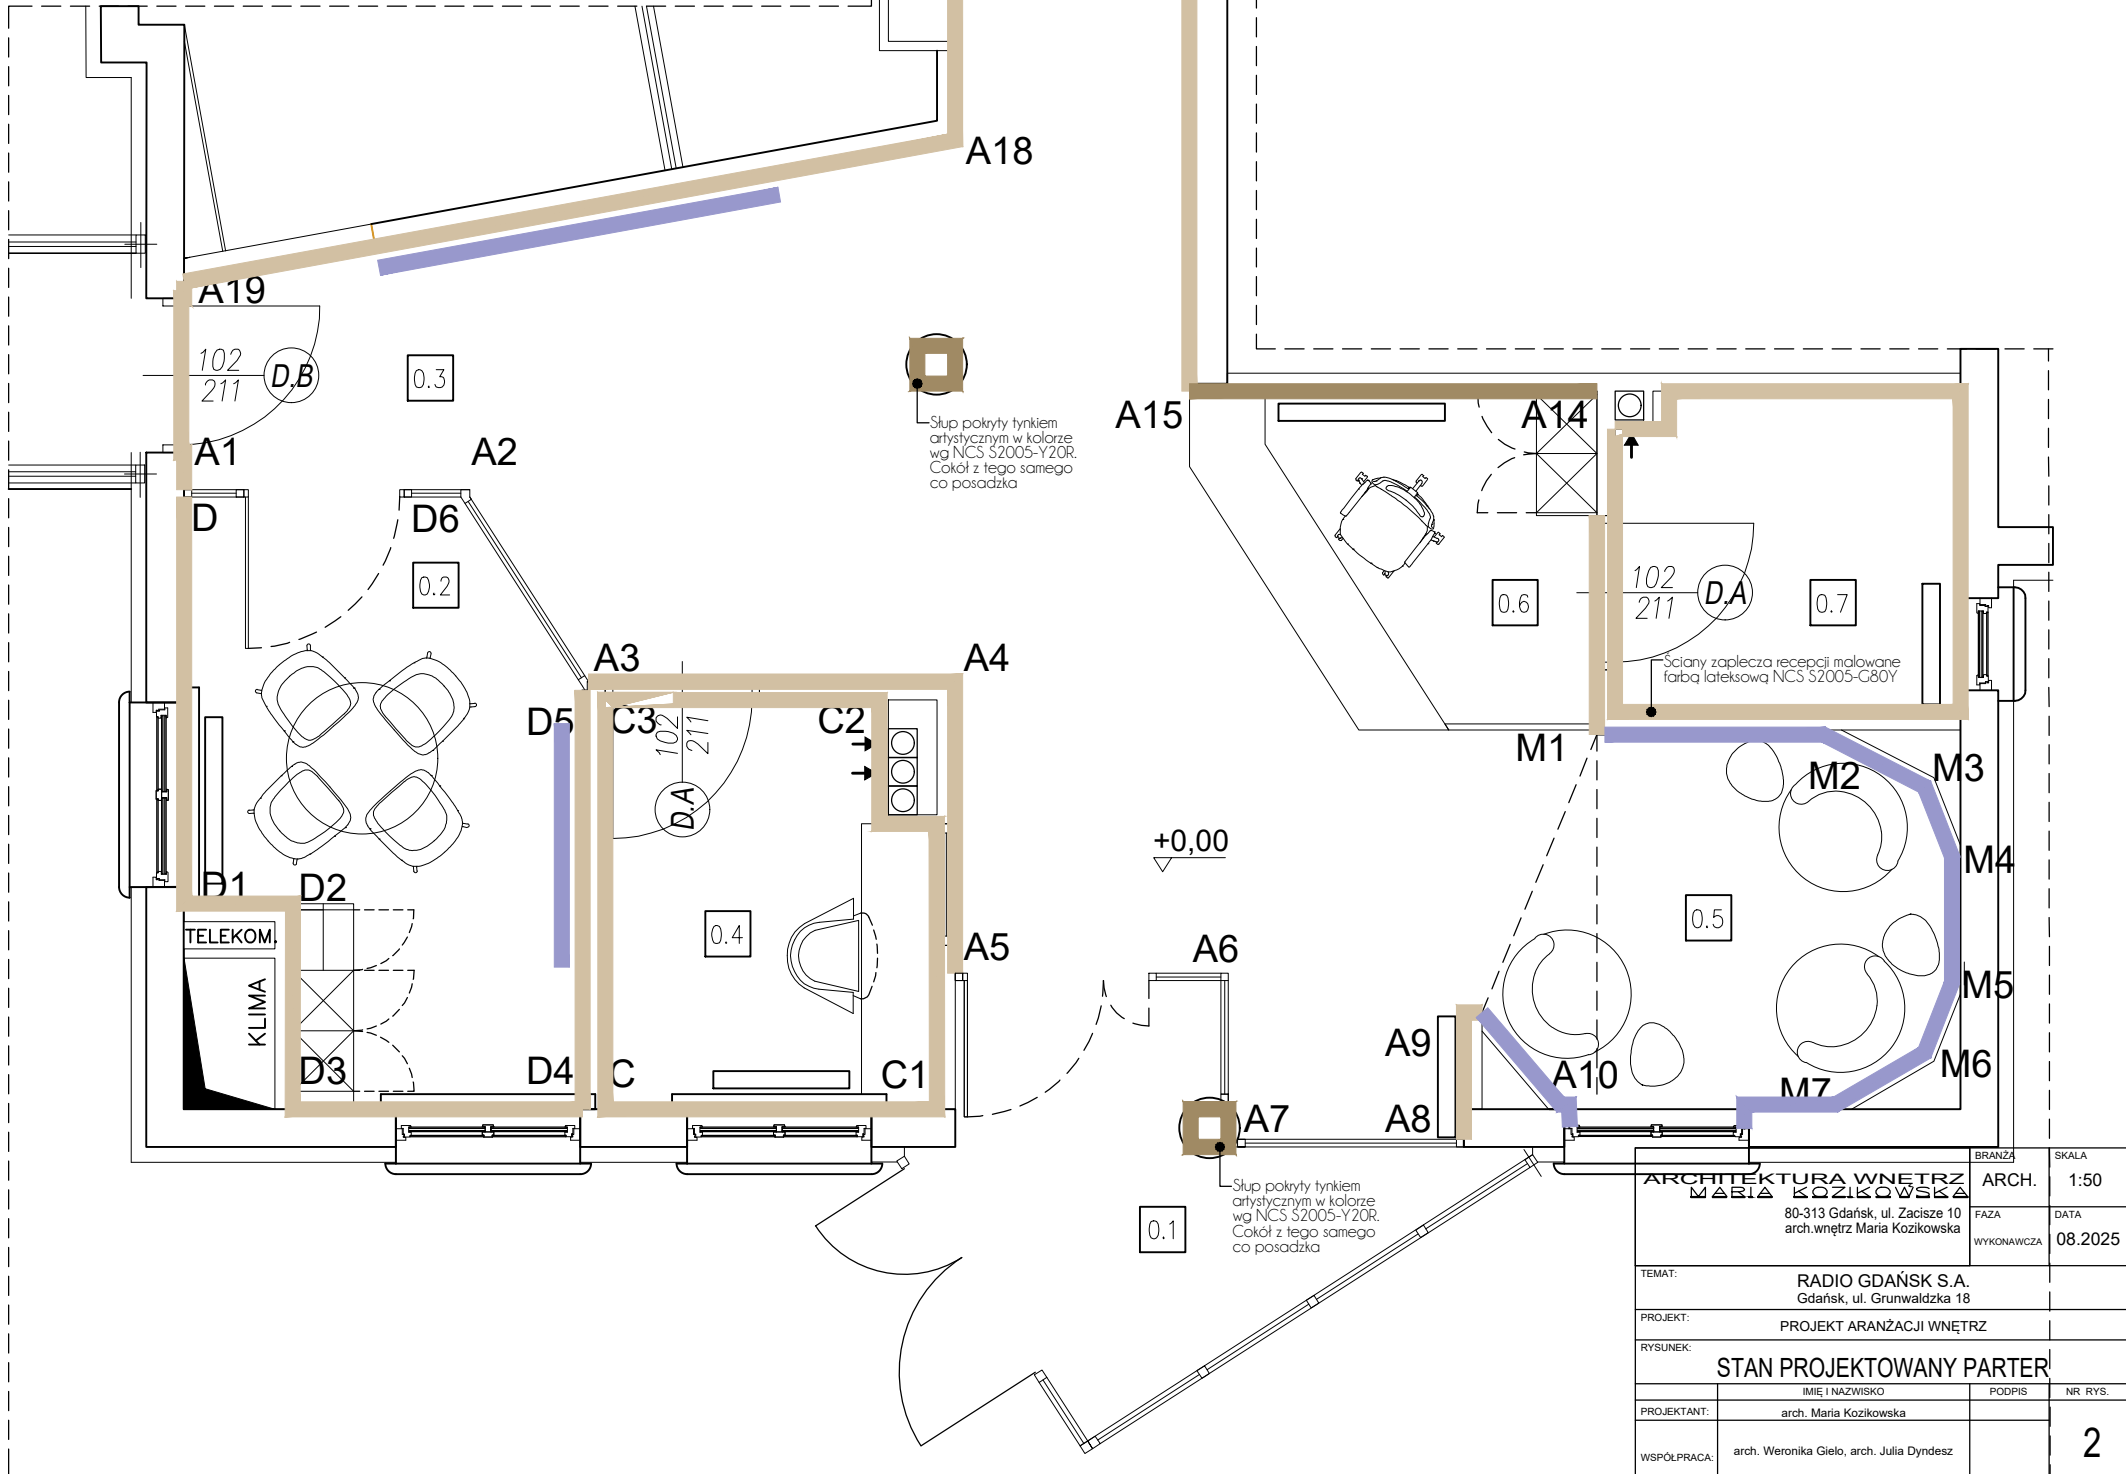 A18
A19
102
211
D.B
0.3
A1
A2
Słup pokryty tynkiem
artystycznym w kolorze
wg NCS S2005-Y20R.
Cokół z tego samego
co posadzka
A15
A14
D
D6
0.2
0.6
102
211
D.A
0.7
Ściany zaplecza recepcji malowane
farbą lateksową NCS S2005-G80Y
A3
A4
D5
C3
C2
102
211
D.A
M1
M2
M3
M4
+0,00
D1
D2
TELEKOM.
KLIMA
0.4
A5
A6
0.5
M5
M6
M7
D3
D4
C
C1
A9
A10
A7
A8
Słup pokryty tynkiem
artystycznym w kolorze
wg NCS S2005-Y20R.
Cokół z tego samego
co posadzka
0.1
ARCHITEKTURA WNĘTRZ
MARIA KOZIKOWSKA
80-313 Gdańsk, ul. Zacisze 10
arch.wnętrz Maria Kozikowska
BRANŻA
ARCH.
SKALA
1:50
FAZA
WYKONAWCZA
DATA
08.2025
TEMAT:
RADIO GDAŃSK S.A.
Gdańsk, ul. Grunwaldzka 18
PROJEKT:
PROJEKT ARANŻACJI WNĘTRZ
RYSUNEK:
STAN PROJEKTOWANY PARTER
IMIĘ I NAZWISKO
PODPIS
NR RYS.
PROJEKTANT:
arch. Maria Kozikowska
WSPÓŁPRACA:
arch. Weronika Gielo, arch. Julia Dyndesz
2